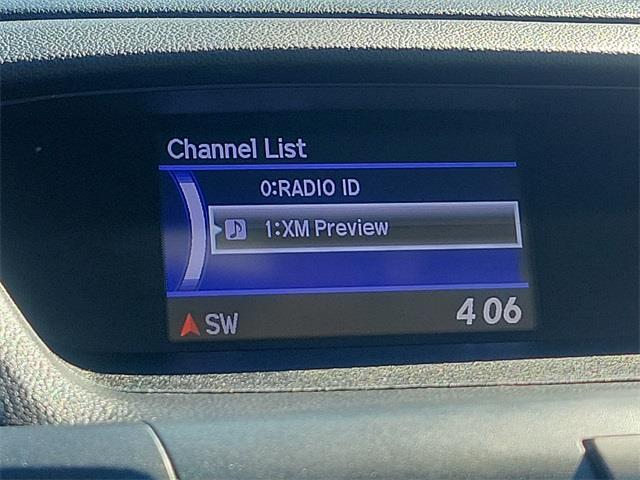 Channel List
0:RADIO ID
1:XM Preview
SW
4 06